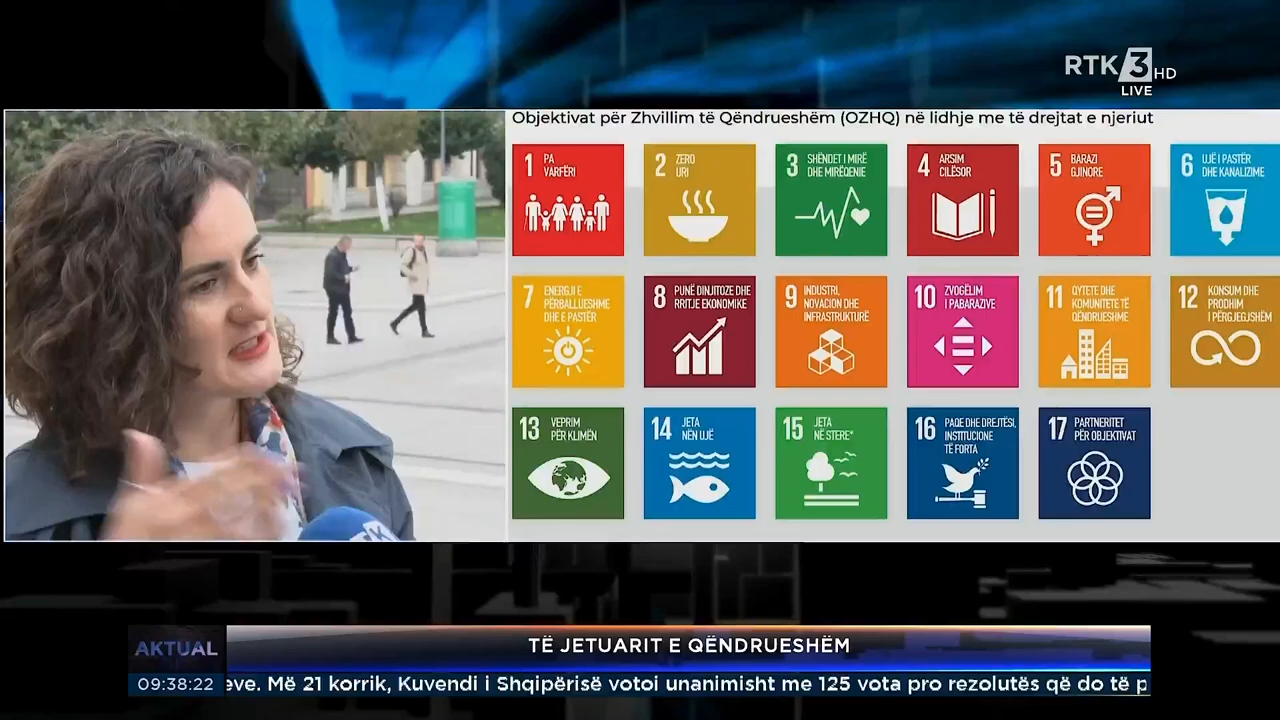 RTK 3 HD
LIVE
Objektivat për Zhvillim të Qëndrueshëm (OZHQ) në lidhje me të drejtat e njeriut
1 PA
VARFËRI
2 ZERO
URI
3 SHËNDET I MIRË
DHE MIRËQENIE
4 ARSIM
CILËSOR
5 BARAZI
GJINORE
6 UJË I PASTËR
DHE KANALIZIME
7 ENERGJI E
PËRBALLUESHME
DHE E PASTËR
8 PUNË DINJITOZE DHE
RRITJE EKONOMIKE
9 INDUSTRI,
NOVACION DHE
INFRASTRUKTURË
10 ZVOGËLIM
I PABARAZIVE
11 QYTETE DHE
KOMUNITETE TË
QËNDRUESHME
12 KONSUM DHE
PRODHIM
I PËRGJEGJSHËM
13 VEPRIM
PËR KLIMËN
14 JETA
NËN UJË
15 JETA
NË STERE*
16 PAQE DHE DREJTËSI,
INSTITUCIONE
TË FORTA
17 PARTNERITET
PËR OBJEKTIVAT
AKTUAL
TË JETUARIT E QËNDRUESHËM
09:38:22
eve. Më 21 korrik, Kuvendi i Shqipërisë votoi unanimisht me 125 vota pro rezolutës që do të p